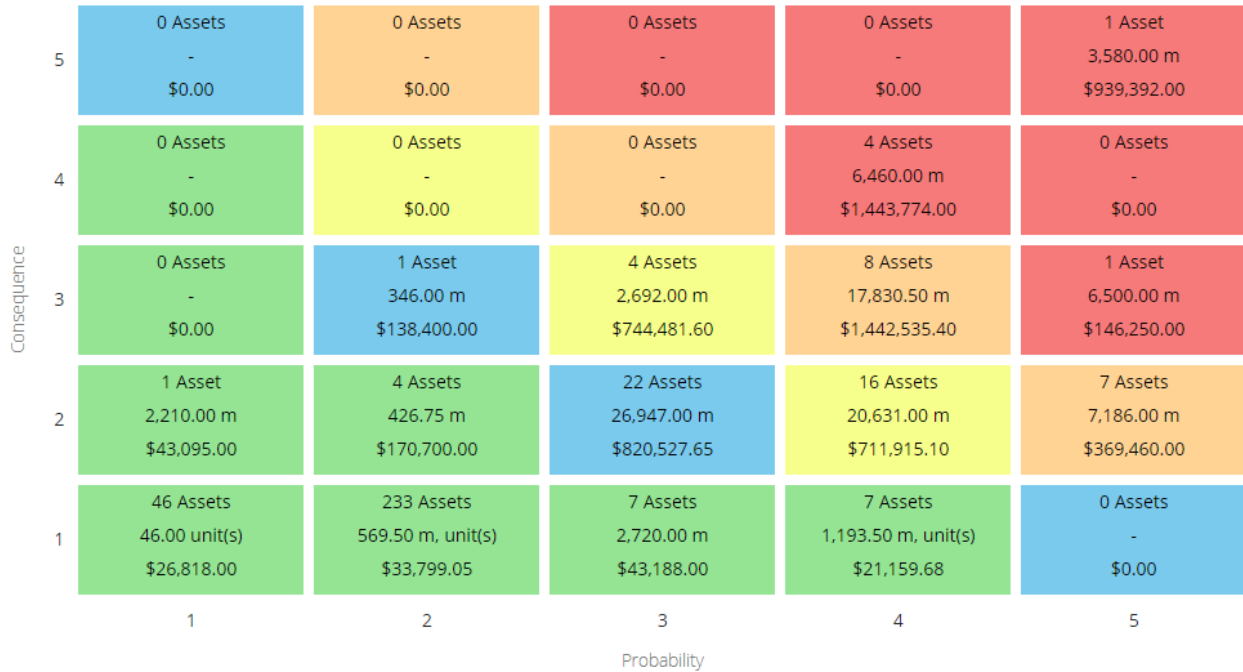 0 Assets 0 Assets 0 Assets 0 Assets 1 Asset
5 - - - - 3,580.00 m
$0.00 $0.00 $0.00 $0.00 $939,392.00
0 Assets 0 Assets 0 Assets 4 Assets 0 Assets
4 - - - 6,460.00 m -
$0.00 $0.00 $0.00 $1,443,774.00 $0.00
Consequence
0 Assets 1 Asset 4 Assets 8 Assets 1 Asset
3 - 346.00 m 2,692.00 m 17,830.50 m 6,500.00 m
$0.00 $138,400.00 $744,481.60 $1,442,535.40 $146,250.00
1 Asset 4 Assets 22 Assets 16 Assets 7 Assets
2 2,210.00 m 426.75 m 26,947.00 m 20,631.00 m 7,186.00 m
$43,095.00 $170,700.00 $820,527.65 $711,915.10 $369,460.00
46 Assets 233 Assets 7 Assets 7 Assets 0 Assets
1 46.00 unit(s) 569.50 m, unit(s) 2,720.00 m 1,193.50 m, unit(s) -
$26,818.00 $33,799.05 $43,188.00 $21,159.68 $0.00
1 2 3 4 5
Probability